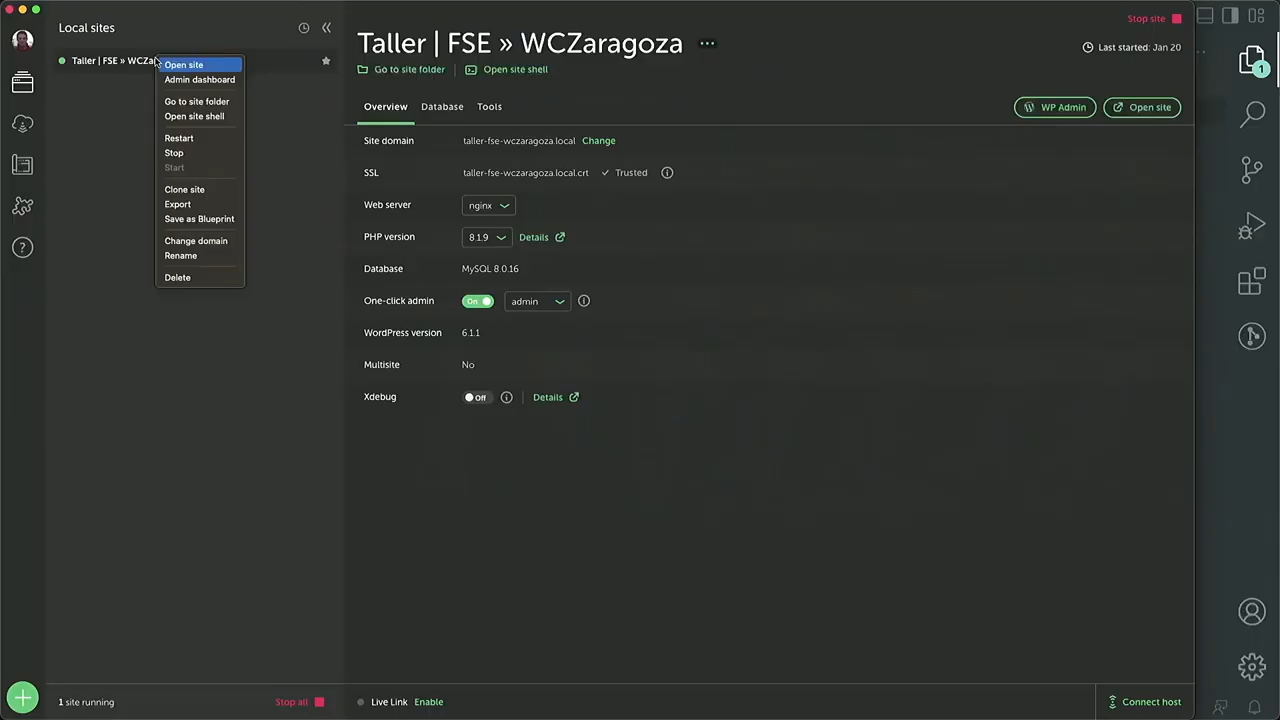 Local sites
Taller | FSE » WCZa
Open site
Admin dashboard
Go to site folder
Open site shell
Restart
Stop
Start
Clone site
Export
Save as Blueprint
Change domain
Rename
Delete
1 site running
Stop all
Stop site
Taller | FSE » WCZaragoza
Last started: Jan 20
Go to site folder
Open site shell
Overview Database Tools
WP Admin
Open site
Site domain taller-fse-wczaragoza.local Change
SSL taller-fse-wczaragoza.local.crt Trusted
Web server nginx
PHP version 8.1.9 Details
Database MySQL 8.0.16
One-click admin On admin
WordPress version 6.1.1
Multisite No
Xdebug Off Details
Live Link Enable
Connect host
1